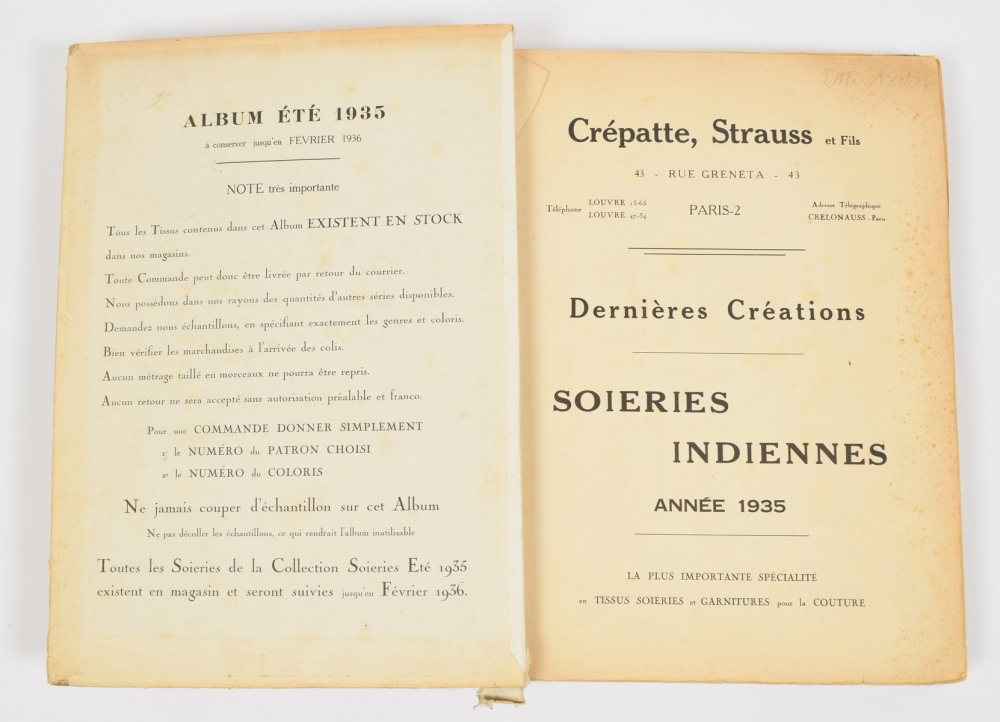 ALBUM ÉTÉ 1935
à conserver jusqu'en FÉVRIER 1936
NOTE très importante
Tous les Tissus contenus dans cet Album EXISTENT EN STOCK
dans nos magasins.
Toute Commande peut donc être livrée par retour du courrier.
Nous possédons dans nos rayons des quantités d'autres séries disponibles.
Demandez nous échantillons, en spécifiant exactement les genres et coloris.
Bien vérifier les marchandises à l'arrivée des colis.
Aucun métrage taillé en morceaux ne pourra être repris.
Aucun retour ne sera accepté sans autorisation préalable et franco.
Pour une COMMANDE DONNER SIMPLEMENT
1º le NUMÉRO du PATRON CHOISI
2º le NUMÉRO du COLORIS
Ne jamais couper d'échantillon sur cet Album
Ne pas décoller les échantillons, ce qui rendrait l'album inutilisable
Toutes les Soieries de la Collection Soieries Eté 1935
existent en magasin et seront suivies jusqu'en Février 1936.
Crépatte, Strauss et Fils
43 - RUE GRENETA - 43
Téléphone LOUVRE 13-63
LOUVRE 47-54
PARIS-2
Adresse Télégraphique
CRELONAUSS-Paris
Dernières Créations
SOIERIES
INDIENNES
ANNÉE 1935
LA PLUS IMPORTANTE SPÉCIALITÉ
en TISSUS SOIERIES et GARNITURES pour la COUTURE